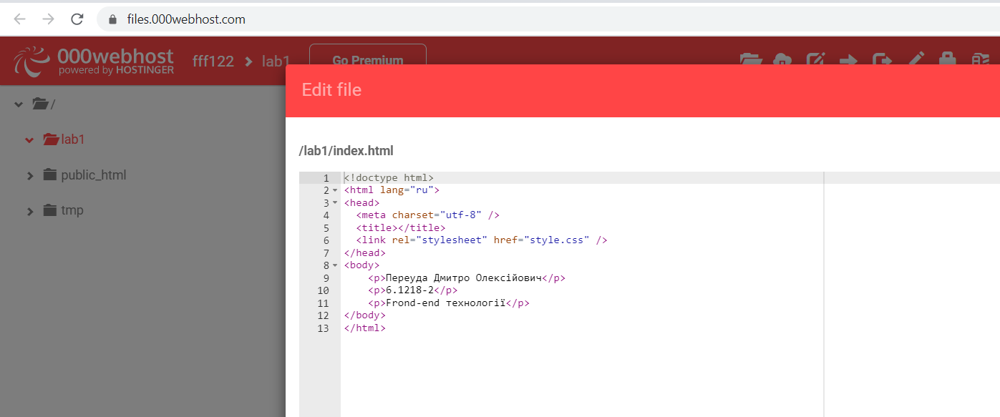 files.000webhost.com
000webhost
powered by HOSTINGER
fff122 > lab1
Go Premium
Edit file
/
lab1
public_html
tmp
/lab1/index.html
1 <!doctype html>
2 <html lang="ru">
3 <head>
4 <meta charset="utf-8" />
5 <title></title>
6 <link rel="stylesheet" href="style.css" />
7 </head>
8 <body>
9 <p>Переуда Дмитро Олексійович</p>
10 <p>6.1218-2</p>
11 <p>Frond-end технології</p>
12 </body>
13 </html>